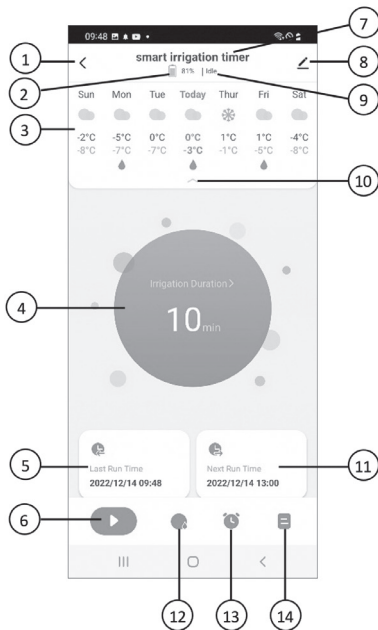 09:48
smart irrigation timer
81% | Idle
Sun Mon Tue Today Thur Fri Sat
-2°C -5°C 0°C 0°C 1°C 1°C -4°C
-8°C -7°C -7°C -3°C -1°C -5°C -8°C
Irrigation Duration >
10 min
Last Run Time
2022/12/14 09:48
Next Run Time
2022/12/14 13:00
1
2
3
4
5
6
7
8
9
10
11
12
13
14